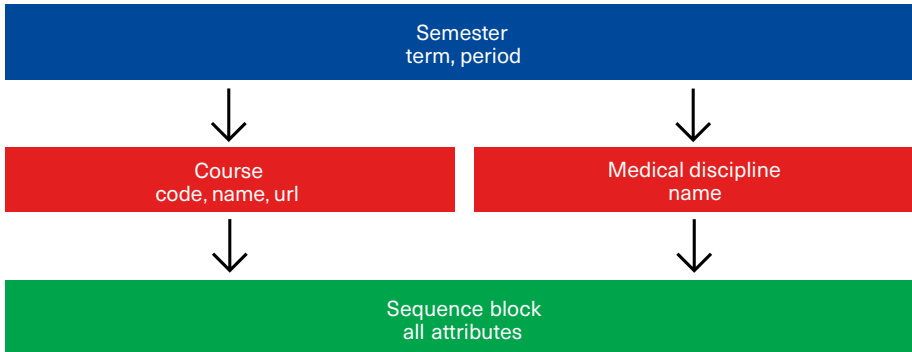 Semester
term, period
Course
code, name, url
Medical discipline
name
Sequence block
all attributes